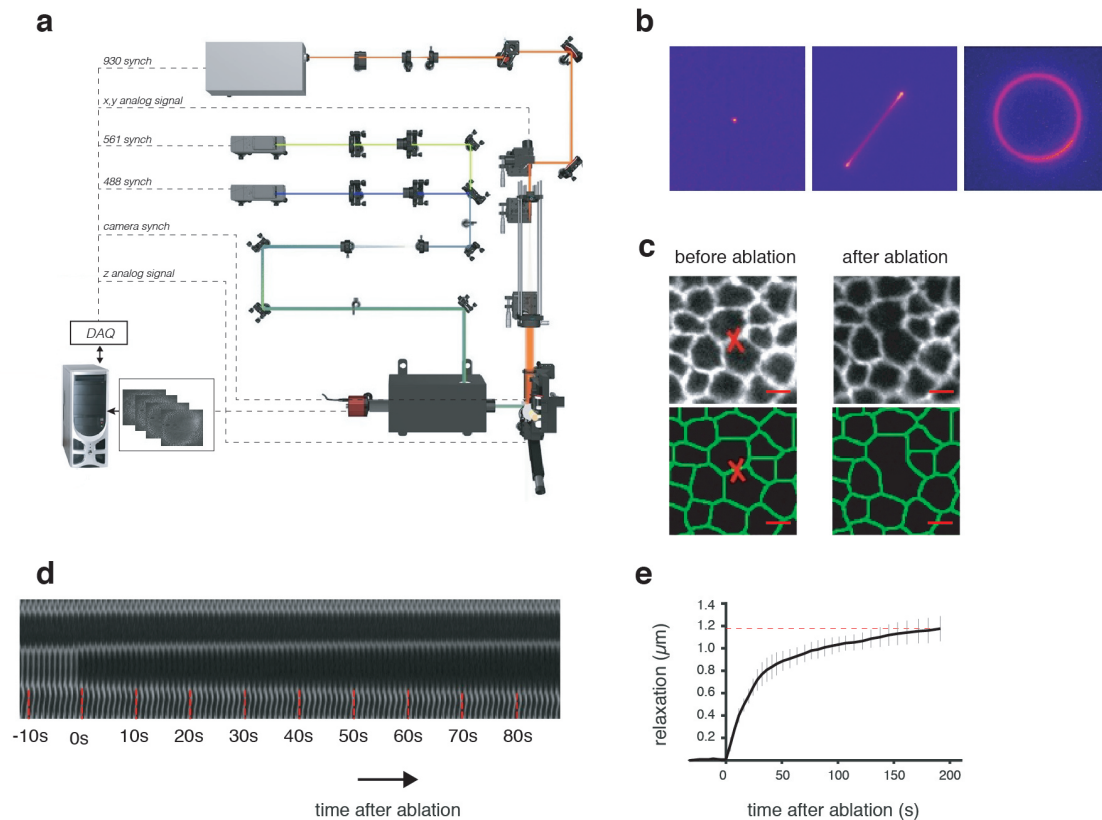 a
930 synch
x,y analog signal
561 synch
488 synch
camera synch
z analog signal
DAQ
b
c
before ablation
after ablation
d
-10s 0s 10s 20s 30s 40s 50s 60s 70s 80s
time after ablation
e
relaxation (µm)
1.4
1.2
1.0
0.8
0.6
0.4
0.2
0 50 100 150 200
time after ablation (s)